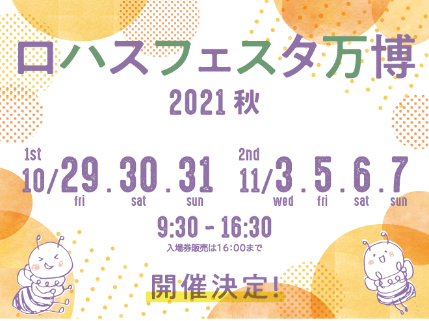 ロハスフェスタ万博
2021 秋
1st
10/29.30.31
fri sat sun
2nd
11/3.5.6.7
wed fri sat sun
9:30 - 16:30
入場券販売は16:00まで
開催決定!